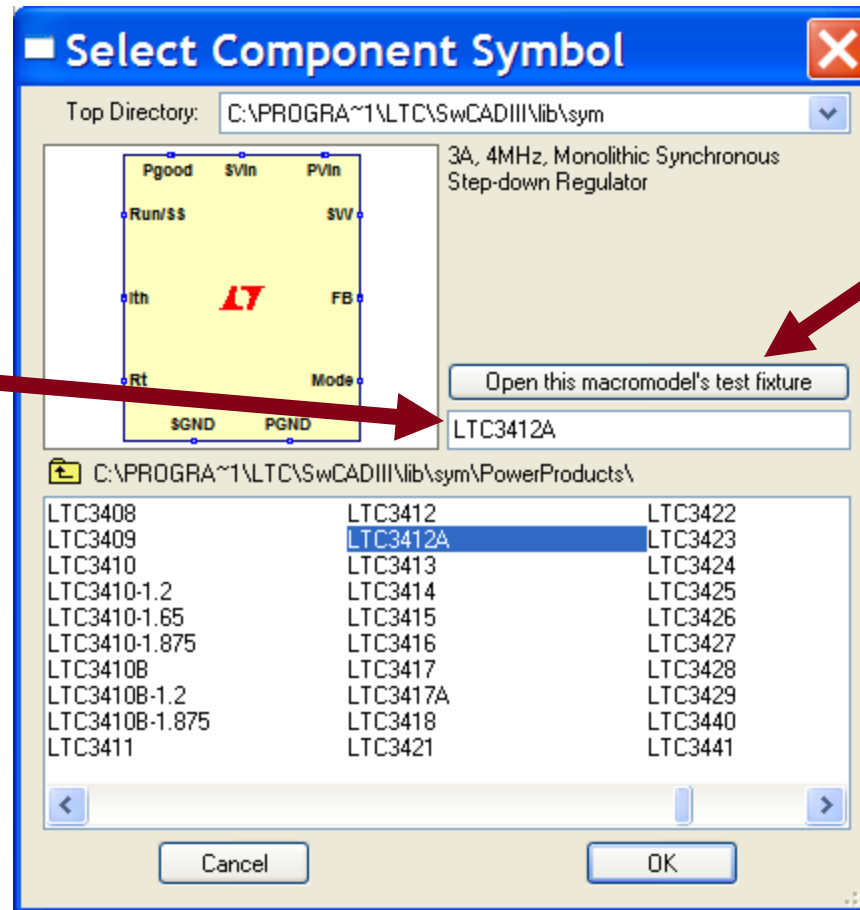 Select Component Symbol
Top Directory: C:\PROGRA~1\LTC\SwCADIII\lib\sym
3A, 4MHz, Monolithic Synchronous
Step-down Regulator
Pgood SVin PVin
Run/SS SW
Ith FB
Rt Mode
SGND PGND
Open this macromodel's test fixture
LTC3412A
C:\PROGRA~1\LTC\SwCADIII\lib\sym\PowerProducts\
LTC3408 LTC3412 LTC3422
LTC3409 LTC3412A LTC3423
LTC3410 LTC3413 LTC3424
LTC3410-1.2 LTC3414 LTC3425
LTC3410-1.65 LTC3415 LTC3426
LTC3410-1.875 LTC3416 LTC3427
LTC3410B LTC3417 LTC3428
LTC3410B-1.2 LTC3417A LTC3429
LTC3410B-1.875 LTC3418 LTC3440
LTC3411 LTC3421 LTC3441
Cancel OK